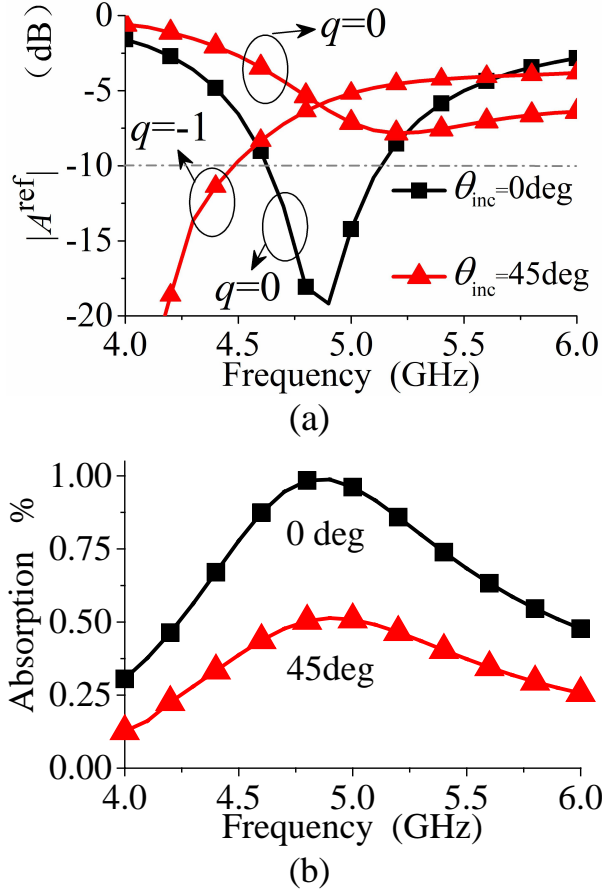 |A^ref| (dB)
0
-5
-10
-15
-20
q=0
q=-1
q=0
θinc=0deg
θinc=45deg
4.0 4.5 5.0 5.5 6.0
Frequency (GHz)
(a)
Absorption %
1.00
0.75
0.50
0.25
0.00
0 deg
45deg
4.0 4.5 5.0 5.5 6.0
Frequency (GHz)
(b)